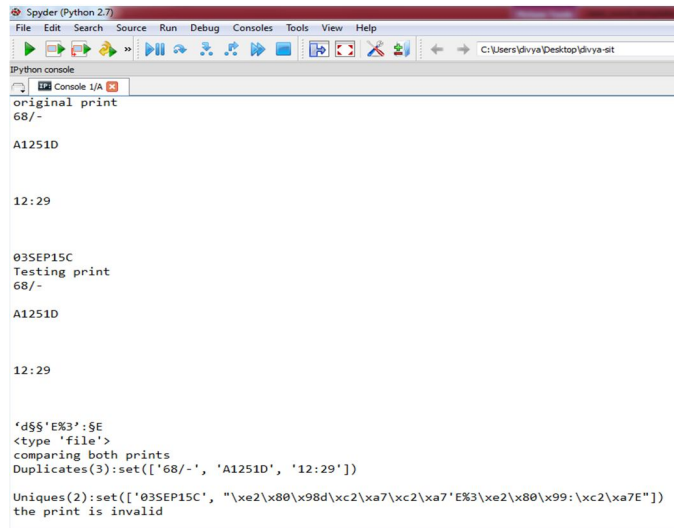 Spyder (Python 2.7)
File Edit Search Source Run Debug Consoles Tools View Help
C:\Users\divya\Desktop\divya-sit
IPython console
Console 1/A
original print
68/-
A1251D
12:29
03SEP15C
Testing print
68/-
A1251D
12:29
‘d§§'E%3’:§E
<type 'file'>
comparing both prints
Duplicates(3):set(['68/-', 'A1251D', '12:29'])
Uniques(2):set(['03SEP15C', "\xe2\x80\x98d\xc2\xa7\xc2\xa7'E%3\xe2\x80\x99:\xc2\xa7E"])
the print is invalid